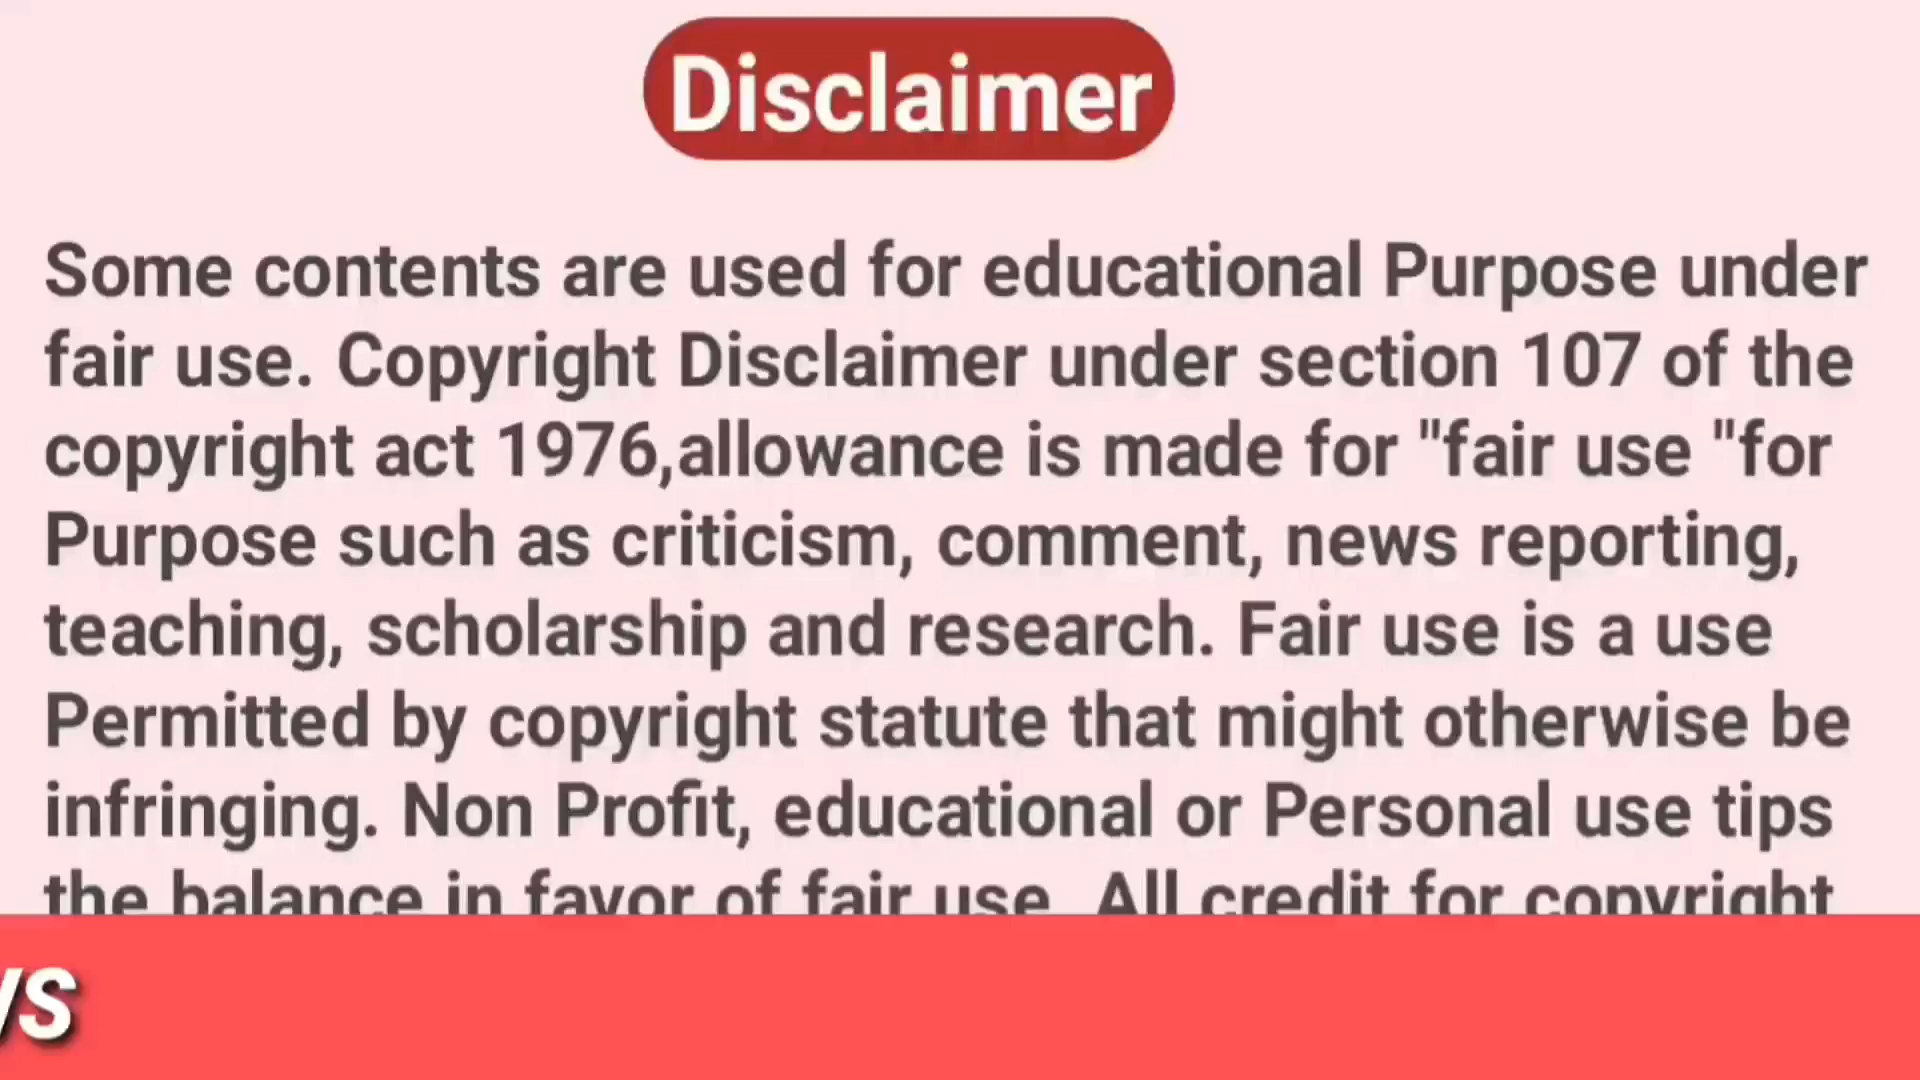 Disclaimer
Some contents are used for educational Purpose under
fair use. Copyright Disclaimer under section 107 of the
copyright act 1976,allowance is made for "fair use "for
Purpose such as criticism, comment, news reporting,
teaching, scholarship and research. Fair use is a use
Permitted by copyright statute that might otherwise be
infringing. Non Profit, educational or Personal use tips
the balance in favor of fair use All credit for copyright